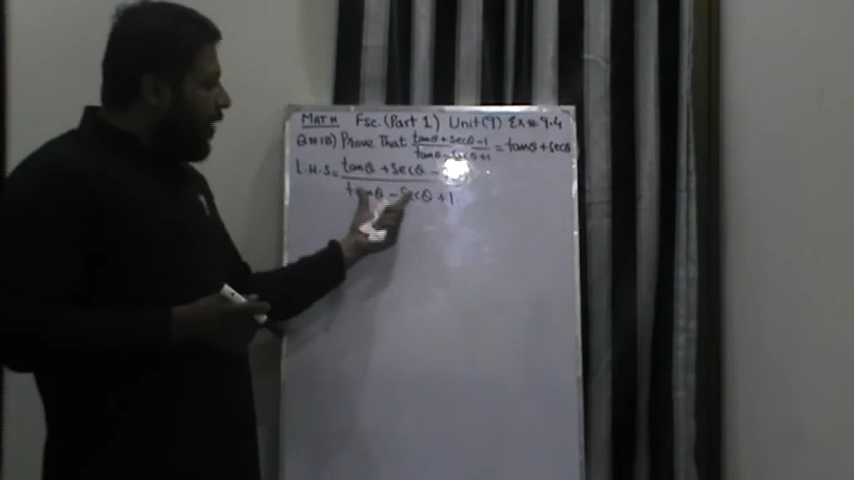 MATH FSC.(Part 1) Unit(9) Ex#9.4
Q#18) Prove That tanθ+Secθ-1 / tanθ-Secθ+1 = tanθ+Secθ
L.H.S = tanθ+Secθ - 
tanθ - Secθ +1